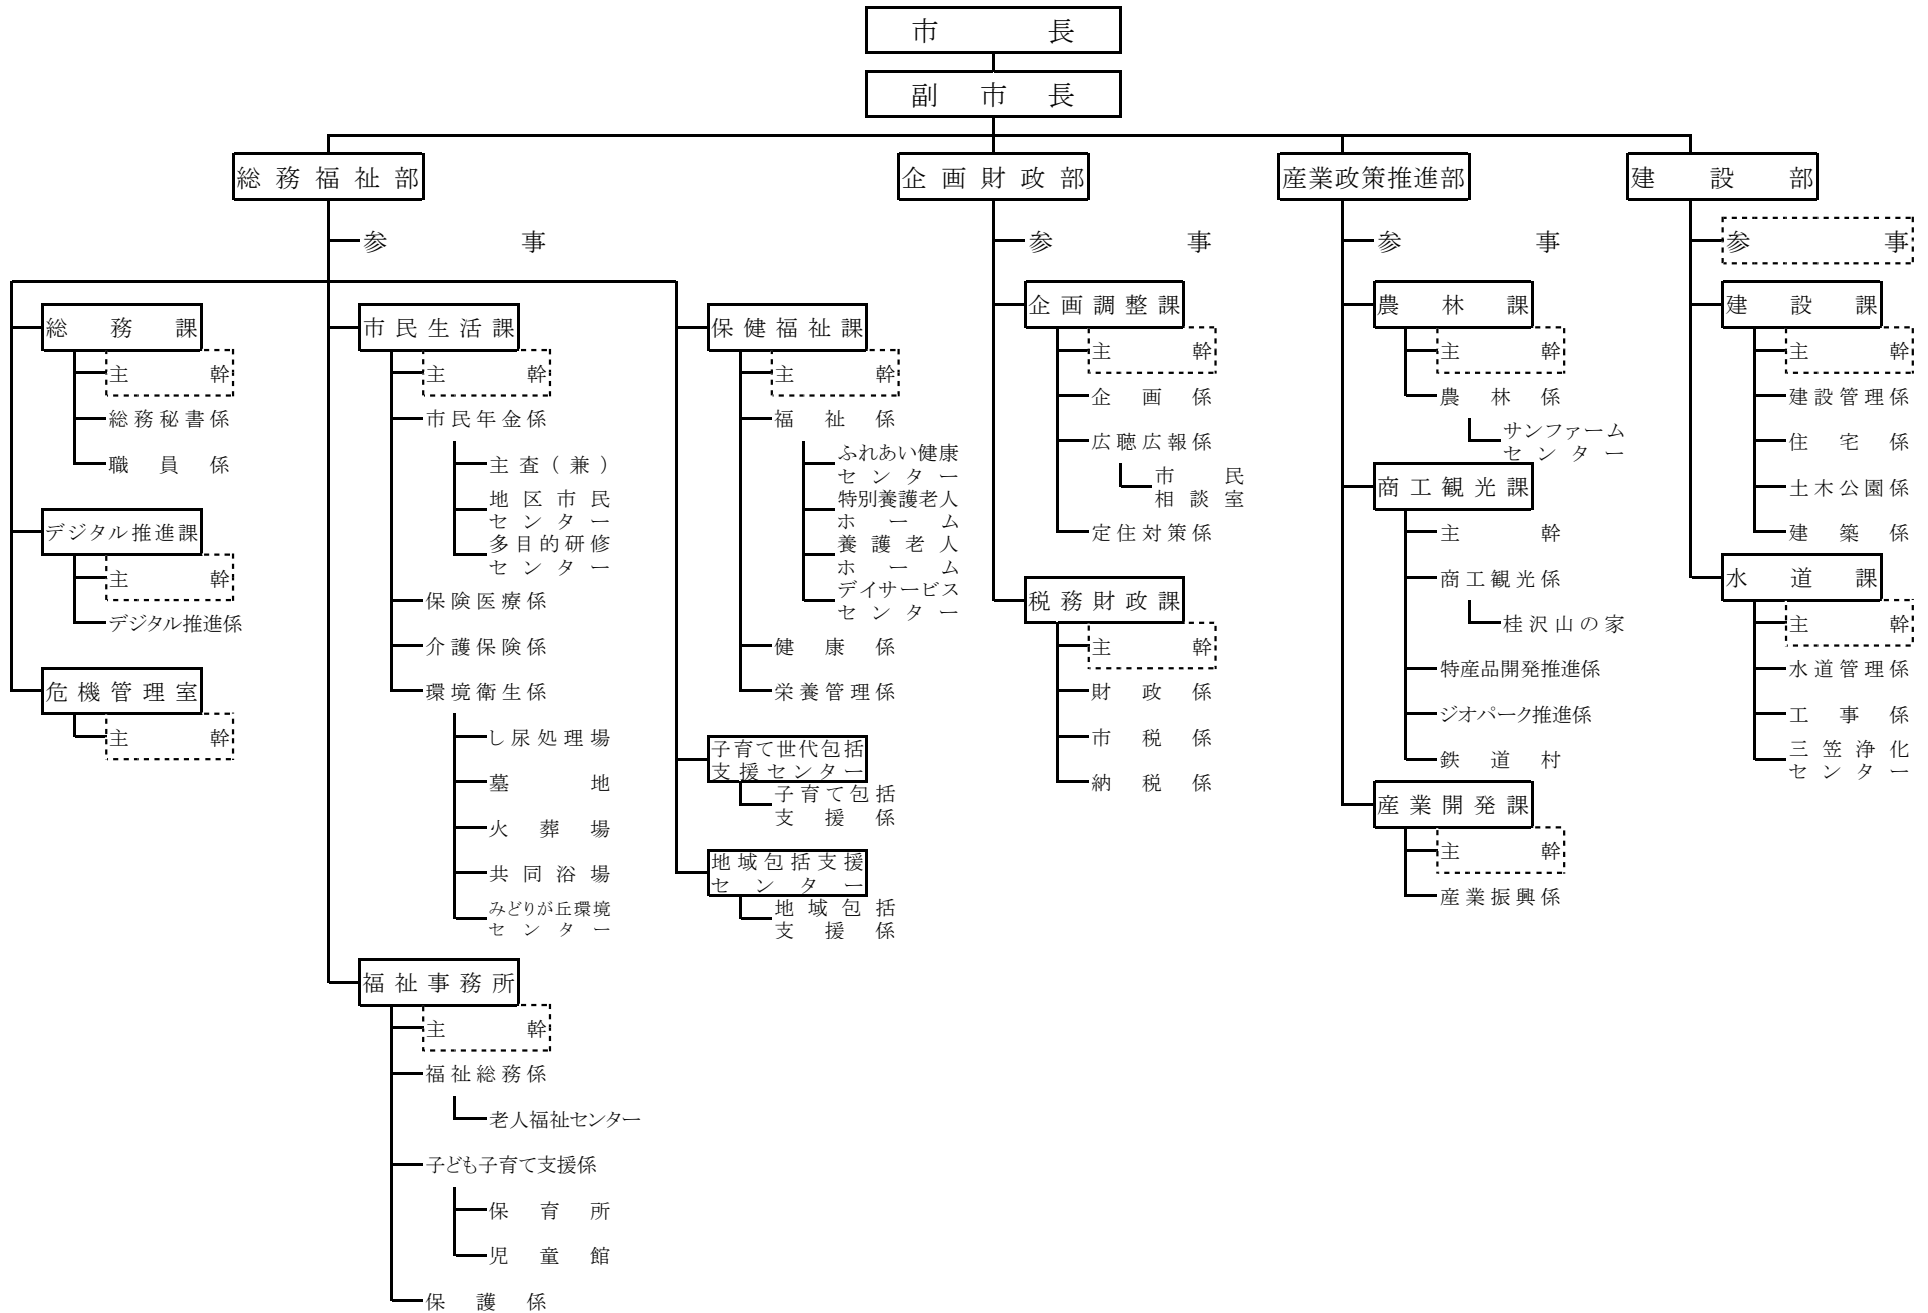 市長
副市長
総務福祉部
参事
総務課
主幹
総務秘書係
職員係
デジタル推進課
主幹
デジタル推進係
危機管理室
主幹
市民生活課
主幹
市民年金係
主査(兼)
地区市民
センター
多目的研修
センター
保険医療係
介護保険係
環境衛生係
し尿処理場
墓地
火葬場
共同浴場
みどりが丘環境
センター
福祉事務所
主幹
福祉総務係
老人福祉センター
子ども子育て支援係
保育所
児童館
保護係
保健福祉課
主幹
福祉係
ふれあい健康
センター
特別養護老人
ホーム
養護老人
ホーム
デイサービス
センター
健康係
栄養管理係
子育て世代包括
支援センター
子育て包括
支援係
地域包括支援
センター
地域包括
支援係
企画財政部
参事
企画調整課
主幹
企画係
広聴広報係
市民
相談室
定住対策係
税務財政課
主幹
財政係
市税係
納税係
産業政策推進部
参事
農林課
主幹
農林係
サンファーム
センター
商工観光課
主幹
商工観光係
桂沢山の家
特産品開発推進係
ジオパーク推進係
鉄道村
産業開発課
主幹
産業振興係
建設部
参事
建設課
主幹
建設管理係
住宅係
土木公園係
建築係
水道課
主幹
水道管理係
工事係
三笠浄化
センター